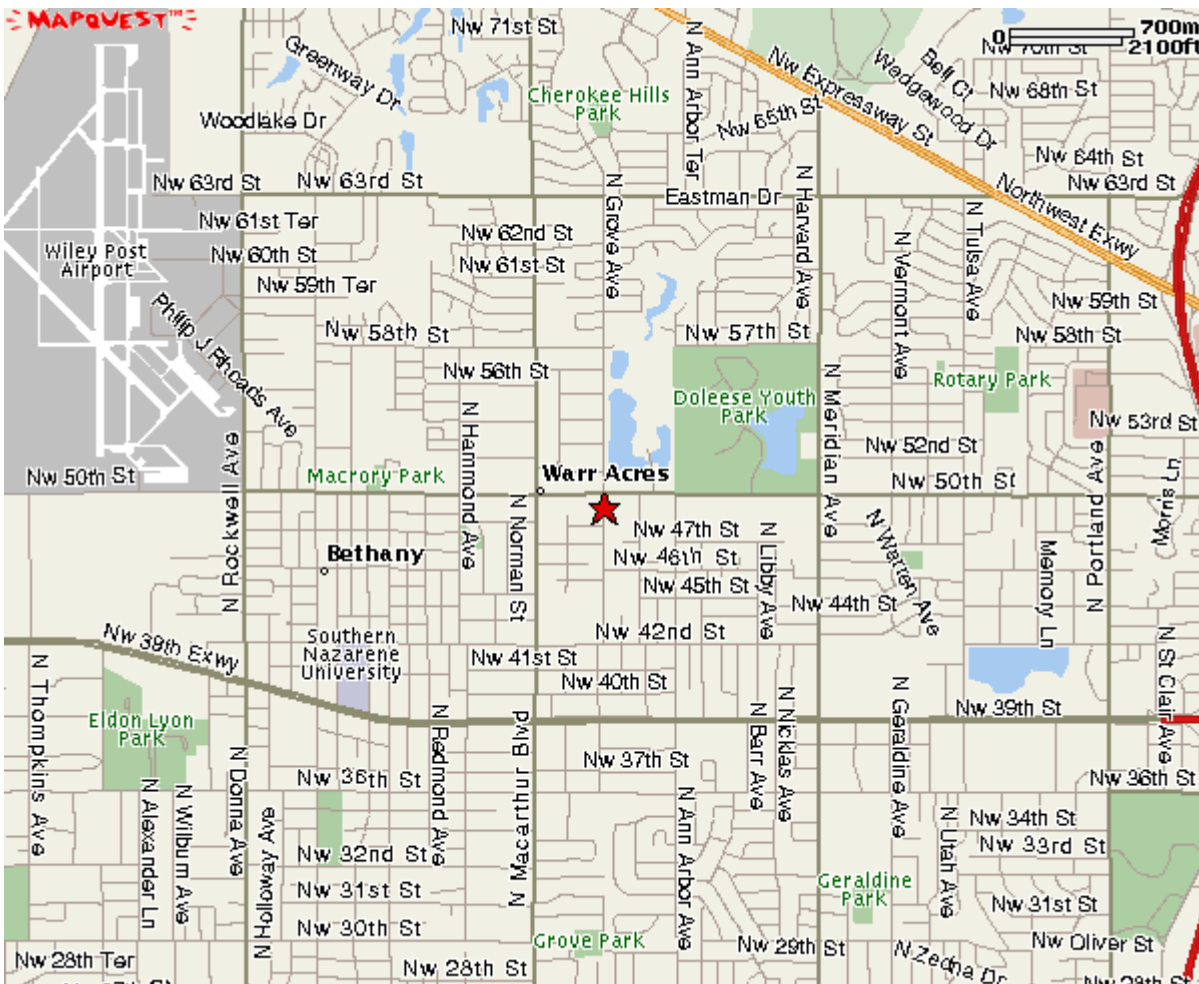 MAPQUEST™
Nw 71st St
N Ann Arbor Ter
0 700m
2100ft
Nw 70th St
Greenway Dr
Cherokee Hills
Park
Nw Expressway St
Wedgewood Dr
Bell Ct
Nw 68th St
Woodlake Dr
Nw 65th St
Nw 64th St
Nw 63rd St
Nw 63rd St
Nw 63rd St
N Grove Ave
Eastman Dr
N Harvard Ave
Northwest Exwy
Nw 61st Ter
Nw 62nd St
N Tulsa Ave
Wiley Post
Airport
Nw 60th St
Nw 61st St
N Vermont Ave
Nw 59th Ter
Nw 59th St
Philip J Rhoads Ave
Nw 58th St
Nw 57th St
Nw 58th St
Nw 56th St
Doleese Youth
Park
N Meridian Ave
Rotary Park
N Hammond Ave
Nw 53rd St
Nw 52nd St
N Rockwell Ave
Nw 50th St
Macrory Park
Warr Acres
Nw 50th St
N Portland Ave
Morris Ln
N Norman St
Nw 47th St
N Libby Ave
N Warren Ave
Memory Ln
Bethany
Nw 46th St
Nw 45th St
Nw 44th St
Nw 42nd St
Nw 39th Exwy
Southern
Nazarene
University
Nw 41st St
Nw 40th St
N St Clair Ave
N Thompkins Ave
Eldon Lyon
Park
N Redmond Ave
N Macarthur Blvd
N Barr Ave
N Nicklas Ave
N Geraldine Ave
Nw 39th St
Nw 37th St
N Donna Ave
Nw 36th St
Nw 36th St
N Alexander Ln
N Wilburn Ave
N Holloway Ave
N Ann Arbor Ave
N Utah Ave
Nw 34th St
Nw 33rd St
Nw 32nd St
Nw 31st St
Geraldine
Park
Nw 31st St
Nw 30th St
Grove Park
Nw 29th St
N Zedna Dr
Nw Oliver St
Nw 28th Ter
Nw 28th St
Nw 28th St